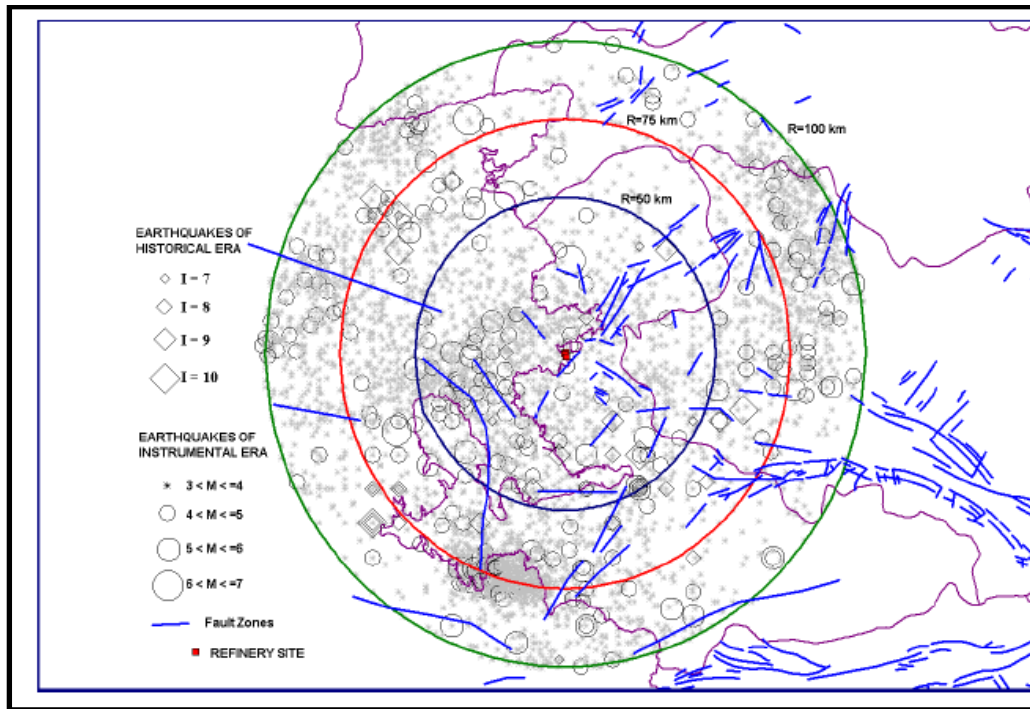 R=75 km
R=100 km
R=50 km
EARTHQUAKES OF
HISTORICAL ERA
I = 7
I = 8
I = 9
I = 10
EARTHQUAKES OF
INSTRUMENTAL ERA
3 < M <=4
4 < M <=5
5 < M <=6
6 < M <=7
Fault Zones
REFINERY SITE